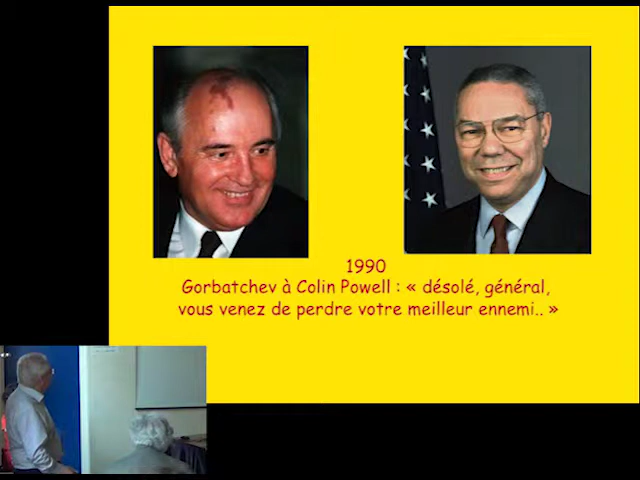 1990
Gorbatchev à Colin Powell : « désolé, général,
vous venez de perdre votre meilleur ennemi.. »